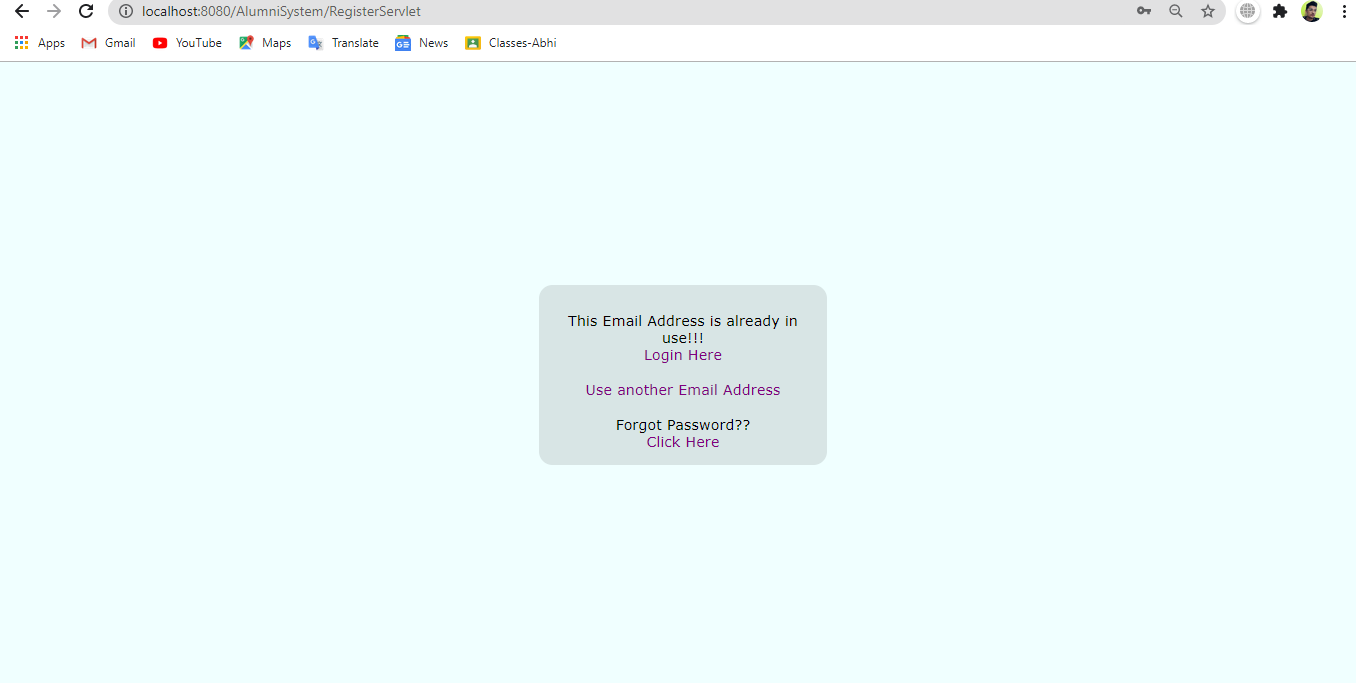 localhost:8080/AlumniSystem/RegisterServlet
Apps Gmail YouTube Maps Translate News Classes-Abhi
This Email Address is already in
use!!!
Login Here
Use another Email Address
Forgot Password??
Click Here